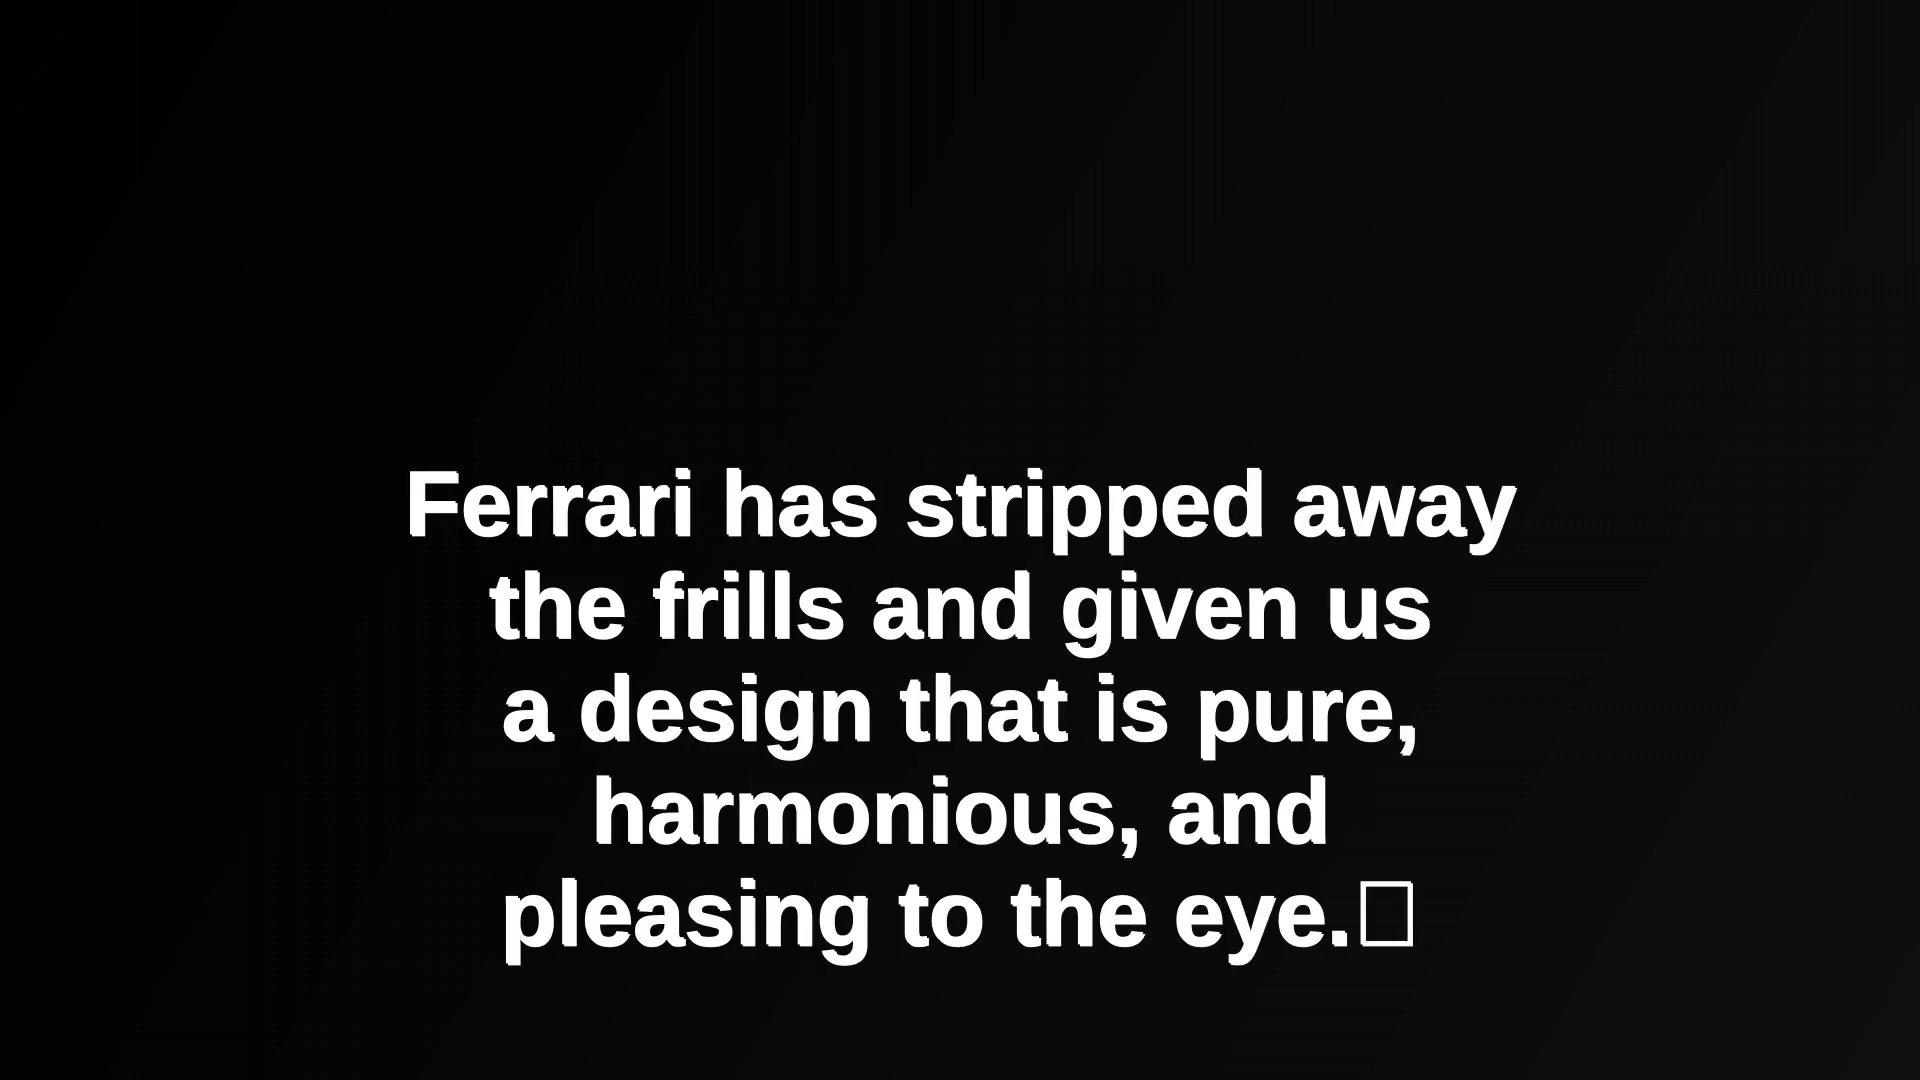 Ferrari has stripped away
the frills and given us
a design that is pure,
harmonious, and
pleasing to the eye.